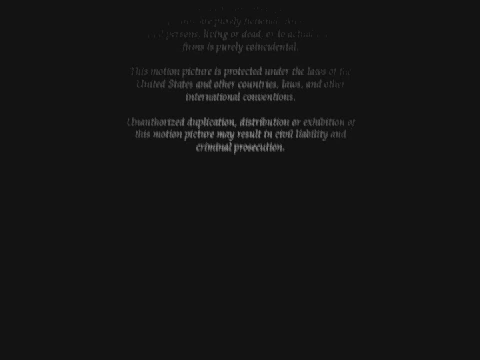 are purely fictitious
persons, living or dead, or to actual
firms is purely coincidental.
This motion picture is protected under the laws of the
United States and other countries, laws, and other
international conventions.
Unauthorized duplication, distribution or exhibition of
this motion picture may result in civil liability and
criminal prosecution.